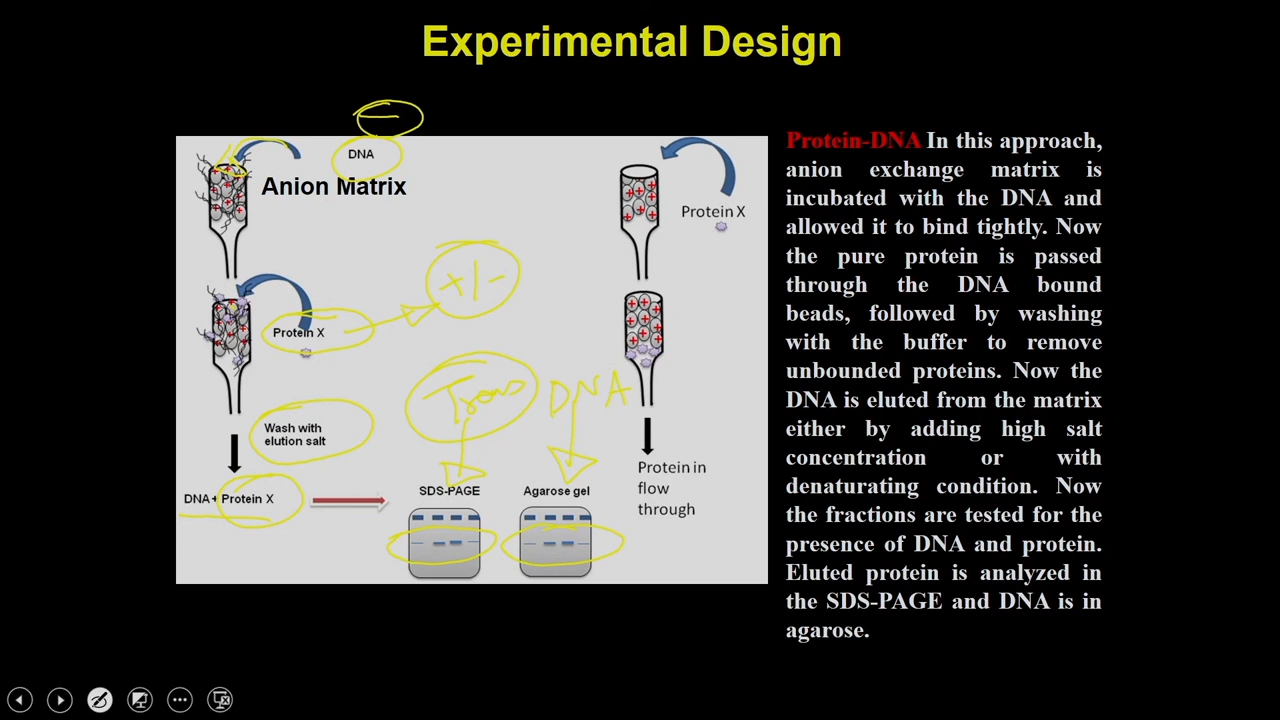 Experimental Design
DNA
Anion Matrix
Protein X
+/-
Wash with
elution salt
DNA+ Protein X
DNA
SDS-PAGE
Agarose gel
Protein X
Protein in
flow
through
Protein-DNA In this approach,
anion exchange matrix is
incubated with the DNA and
allowed it to bind tightly. Now
the pure protein is passed
through the DNA bound
beads, followed by washing
with the buffer to remove
unbounded proteins. Now the
DNA is eluted from the matrix
either by adding high salt
concentration or with
denaturating condition. Now
the fractions are tested for the
presence of DNA and protein.
Eluted protein is analyzed in
the SDS-PAGE and DNA is in
agarose.